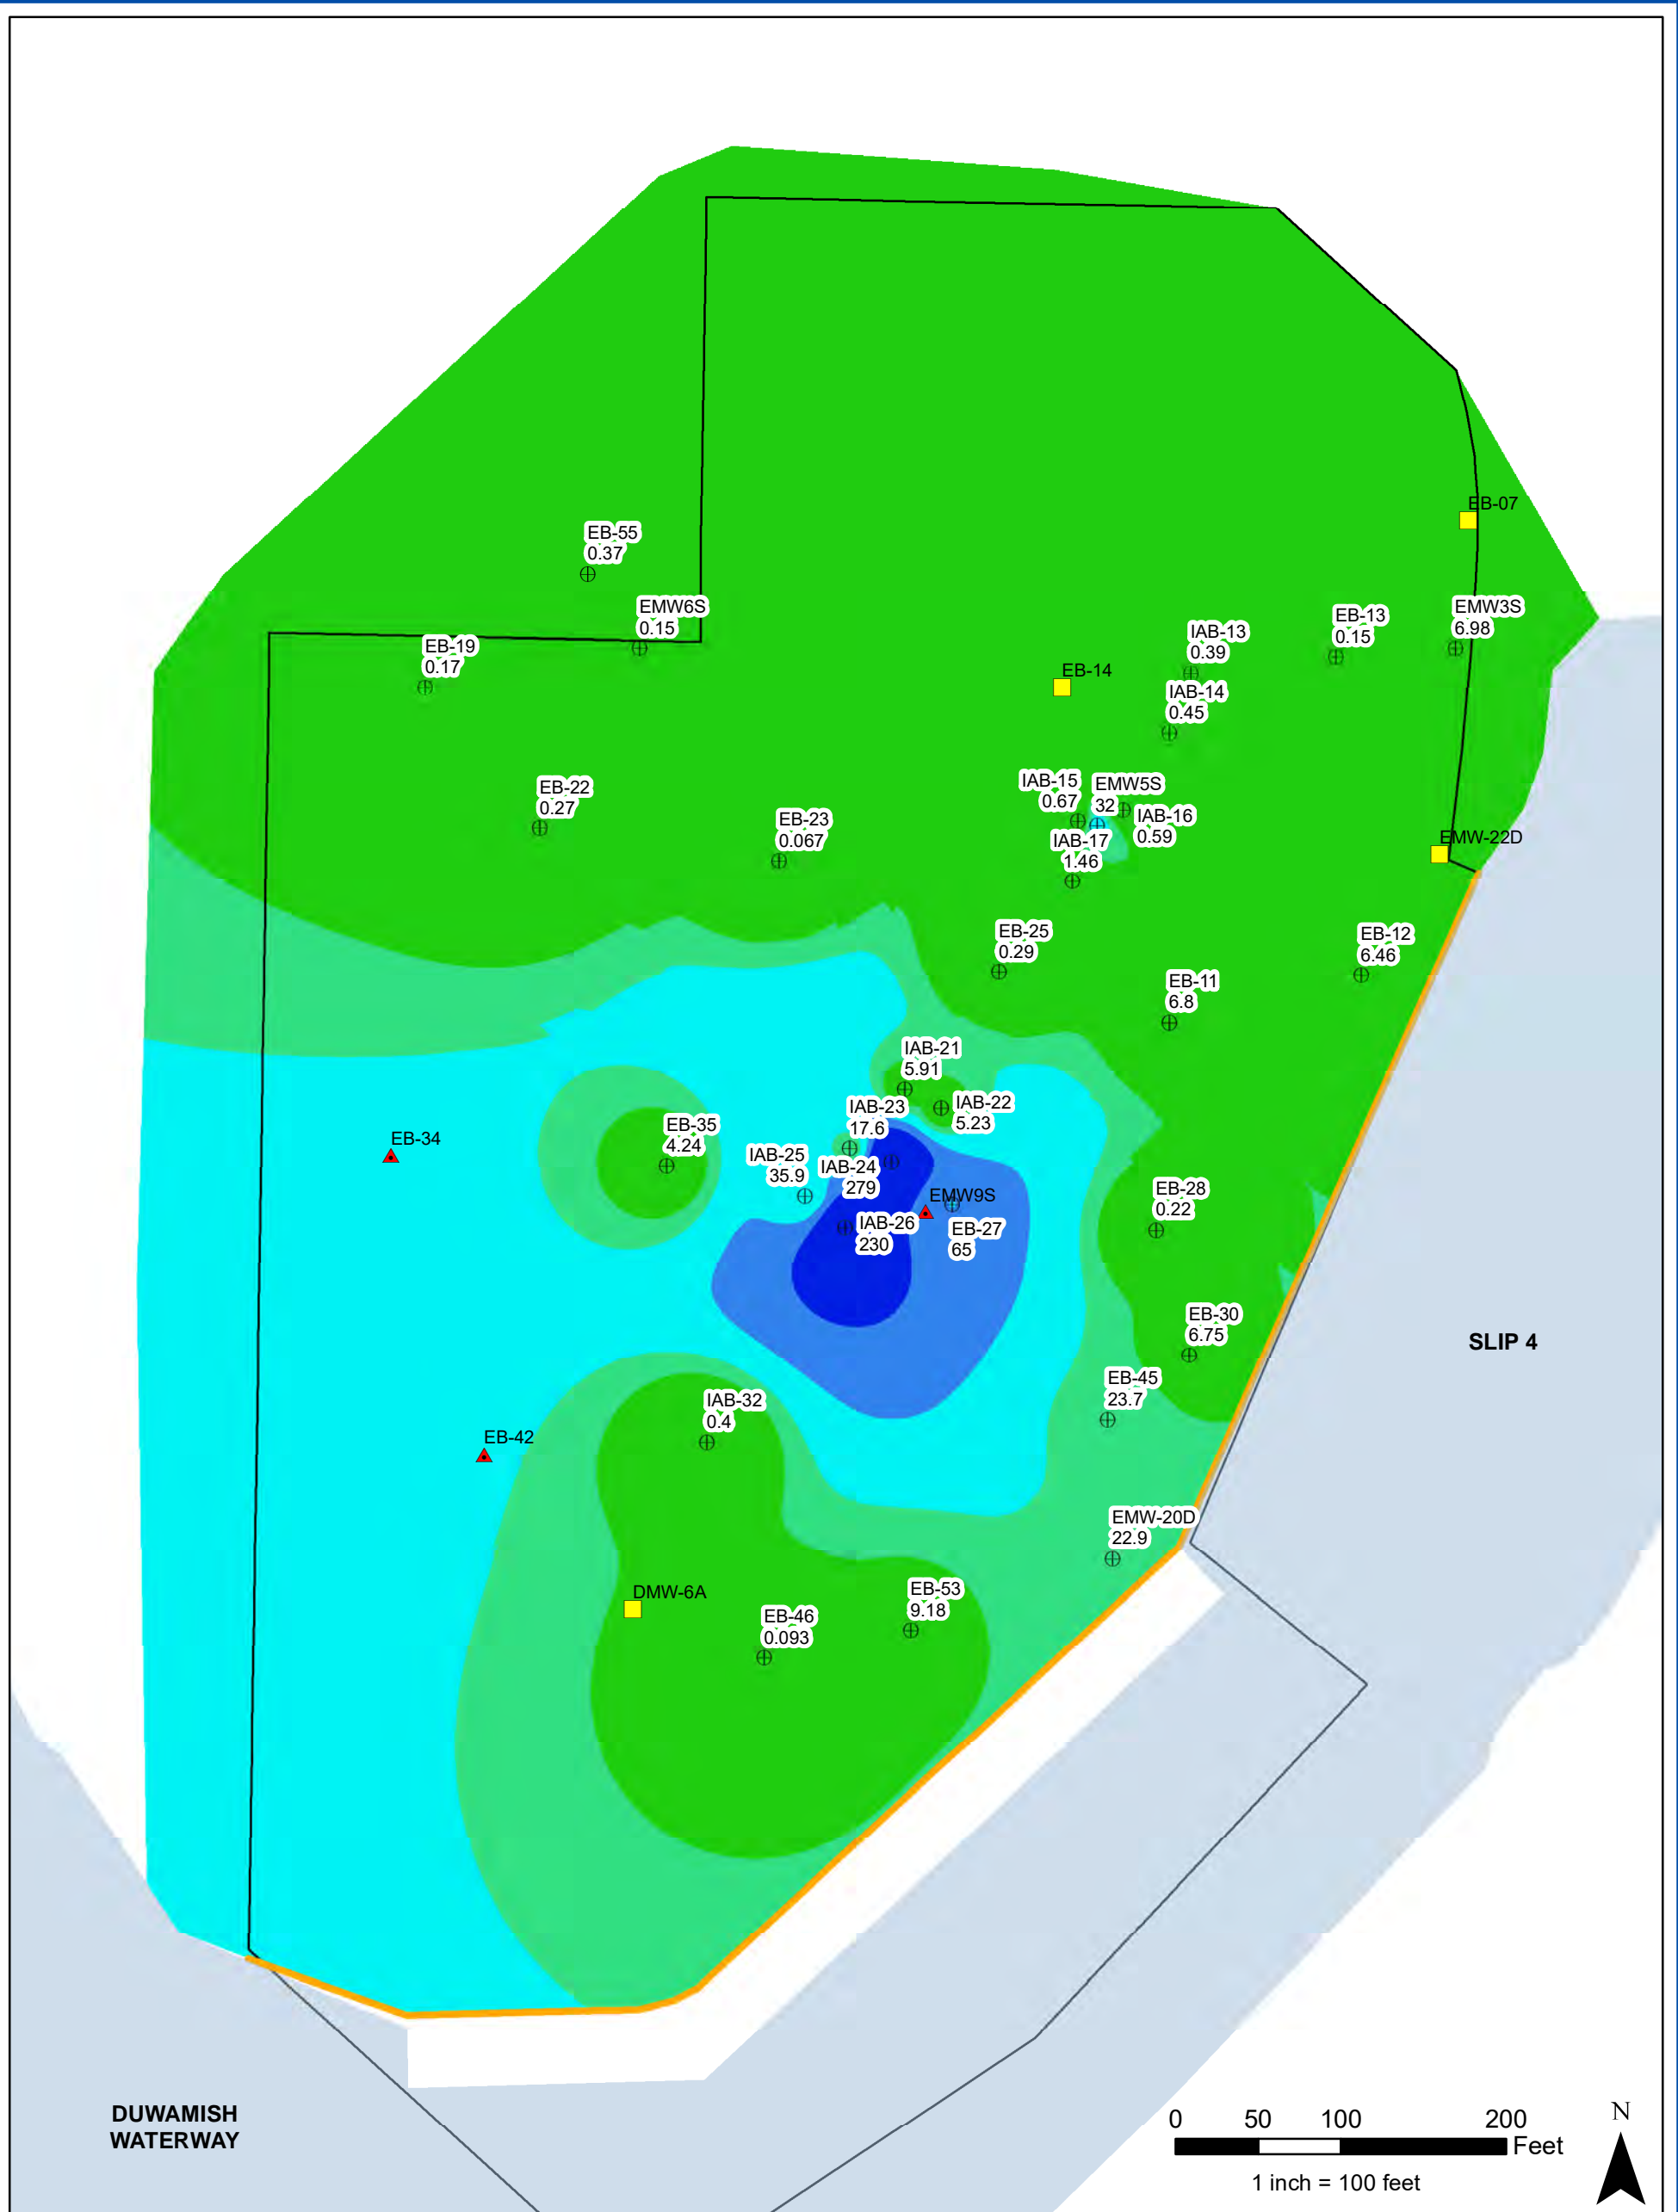 EB-07
EB-55
0.37
EMW6S
0.15
EB-13
0.15
EMW3S
6.98
IAB-13
0.39
EB-19
0.17
EB-14
IAB-14
0.45
IAB-15
0.67
EMW5S
32
EB-22
0.27
EB-23
0.067
IAB-16
0.59
IAB-17
1.46
EMW-22D
EB-25
0.29
EB-12
6.46
EB-11
6.8
IAB-21
5.91
IAB-22
5.23
IAB-23
17.6
EB-34
EB-35
4.24
IAB-25
35.9
IAB-24
279
EMW9S
EB-28
0.22
IAB-26
230
EB-27
65
EB-30
6.75
SLIP 4
EB-45
23.7
IAB-32
0.4
EB-42
EMW-20D
22.9
DMW-6A
EB-53
9.18
EB-46
0.093
DUWAMISH
WATERWAY
0 50 100 200
Feet
1 inch = 100 feet
N